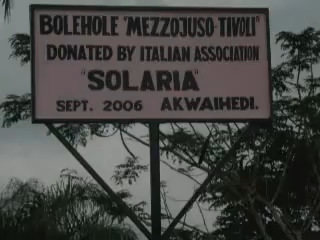 BOLEHOLE "MEZZOJUSO-TIVOLI"
DONATED BY ITALIAN ASSOCIATION
"SOLARIA"
SEPT. 2006 AKWAIHEDI.